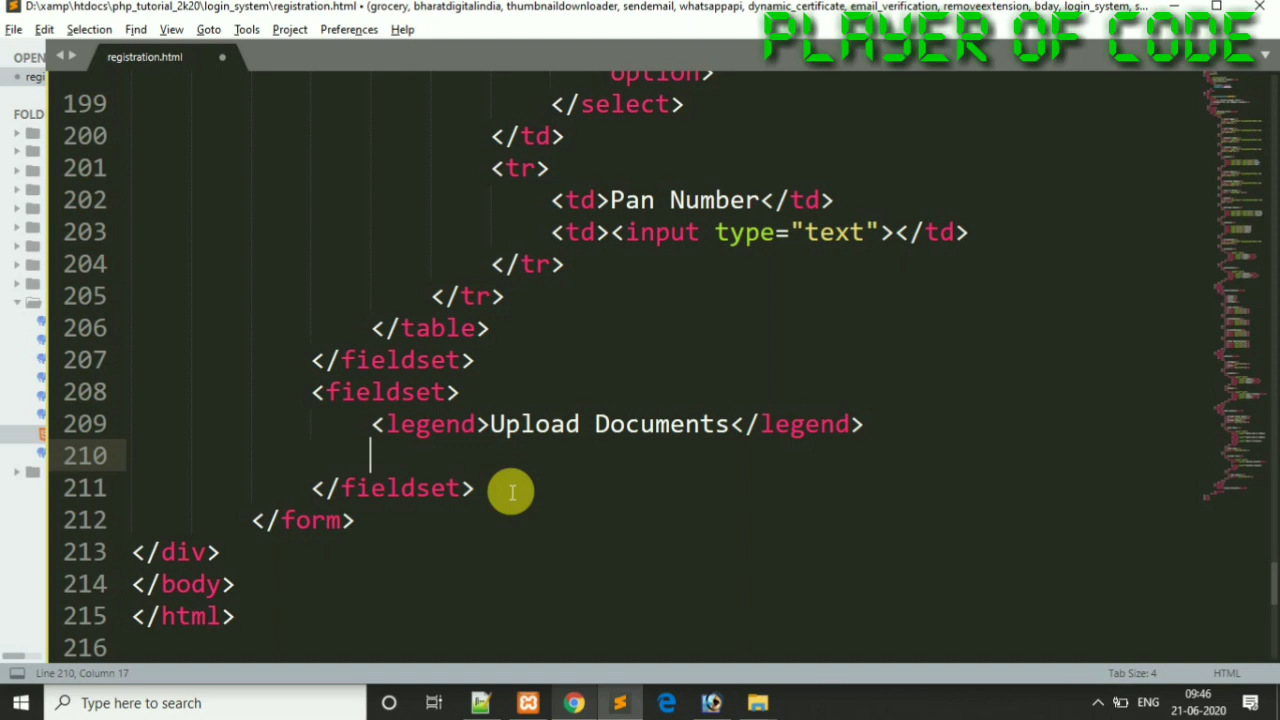 D:\xamp\htdocs\php_tutorial_2k20\login_system\registration.html • (grocery, bharatdigitalindia, thumbnaildownloader, sendemail, whatsappapi, dynamic_certificate, email_verification, removeextension, bday, login_system, s...
File Edit Selection Find View Goto Tools Project Preferences Help
PLAYER OF CODE
OPEN
registration.html
regi
FOLD
option>
199 </select>
200 </td>
201 <tr>
202 <td>Pan Number</td>
203 <td><input type="text"></td>
204 </tr>
205 </tr>
206 </table>
207 </fieldset>
208 <fieldset>
209 <legend>Upload Documents</legend>
210
211 </fieldset>
212 </form>
213 </div>
214 </body>
215 </html>
216
Line 210, Column 17
Tab Size: 4
HTML
Type here to search
ENG
09:46
21-06-2020